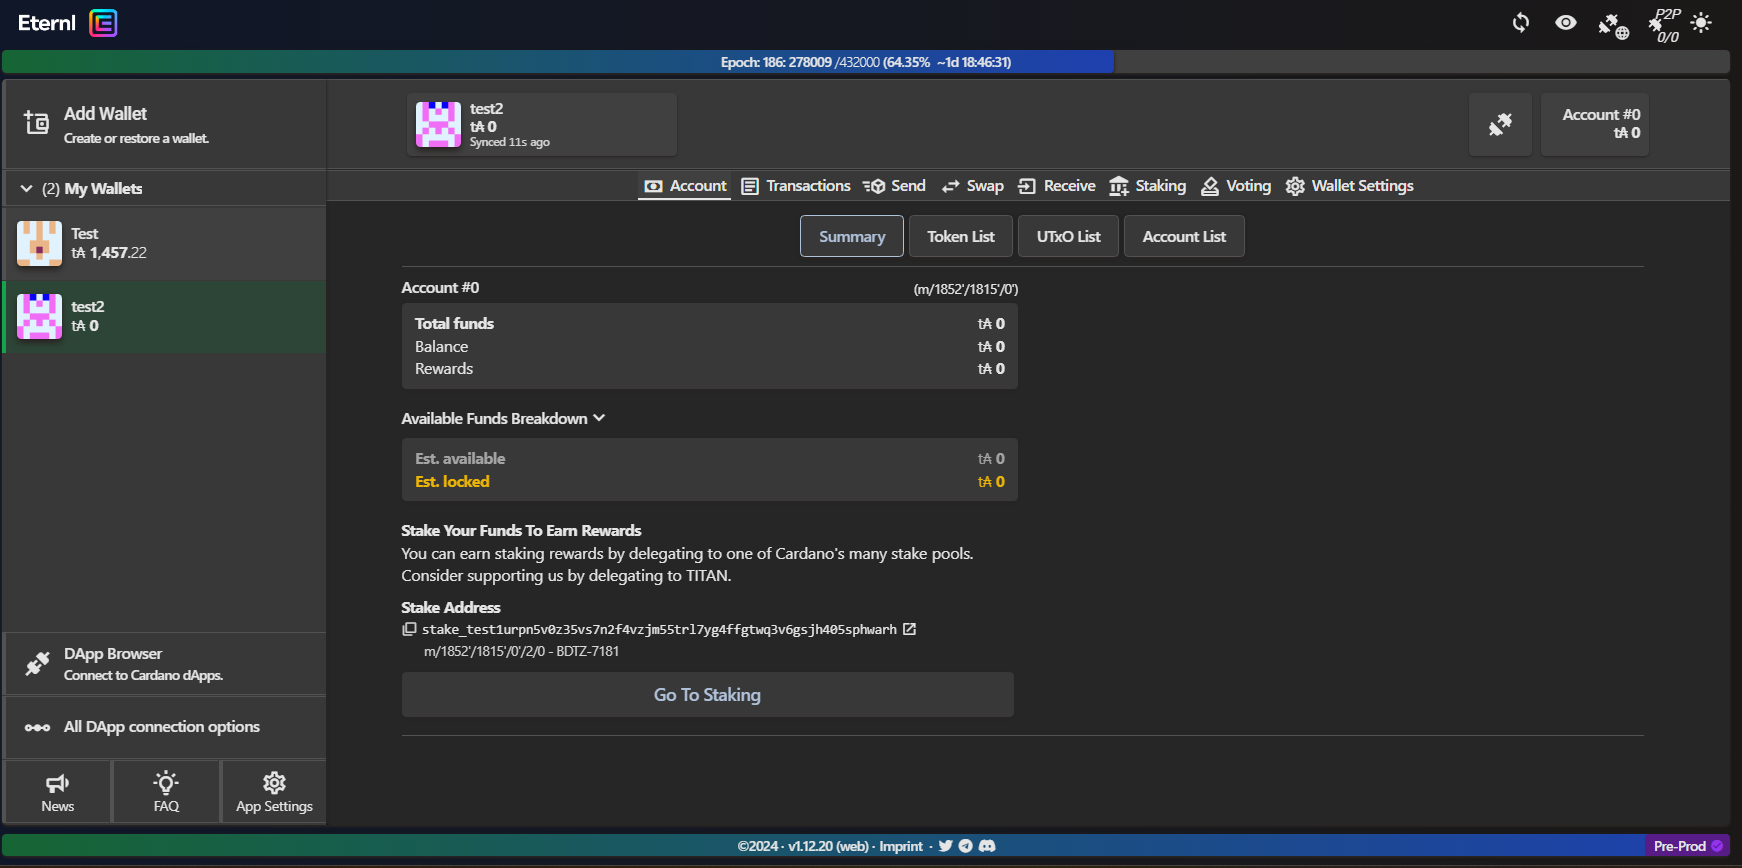 Eternl
P2P
0/0
Epoch: 186: 278009 /432000 (64.35% ~1d 18:46:31)
Add Wallet
Create or restore a wallet.
(2) My Wallets
Test
t₳ 1,457.22
test2
t₳ 0
DApp Browser
Connect to Cardano dApps.
All DApp connection options
News
FAQ
App Settings
test2
t₳ 0
Synced 11s ago
Account #0
t₳ 0
Account
Transactions
Send
Swap
Receive
Staking
Voting
Wallet Settings
Summary
Token List
UTxO List
Account List
Account #0 (m/1852'/1815'/0')
Total funds t₳ 0
Balance t₳ 0
Rewards t₳ 0
Available Funds Breakdown
Est. available t₳ 0
Est. locked t₳ 0
Stake Your Funds To Earn Rewards
You can earn staking rewards by delegating to one of Cardano's many stake pools.
Consider supporting us by delegating to TITAN.
Stake Address
stake_test1urpn5v0z35vs7n2f4vzjm55trl7yg4ffgtwq3v6gsjh405sphwarh
m/1852'/1815'/0'/2/0 - BDTZ-7181
Go To Staking
©2024 · v1.12.20 (web) · Imprint ·
Pre-Prod